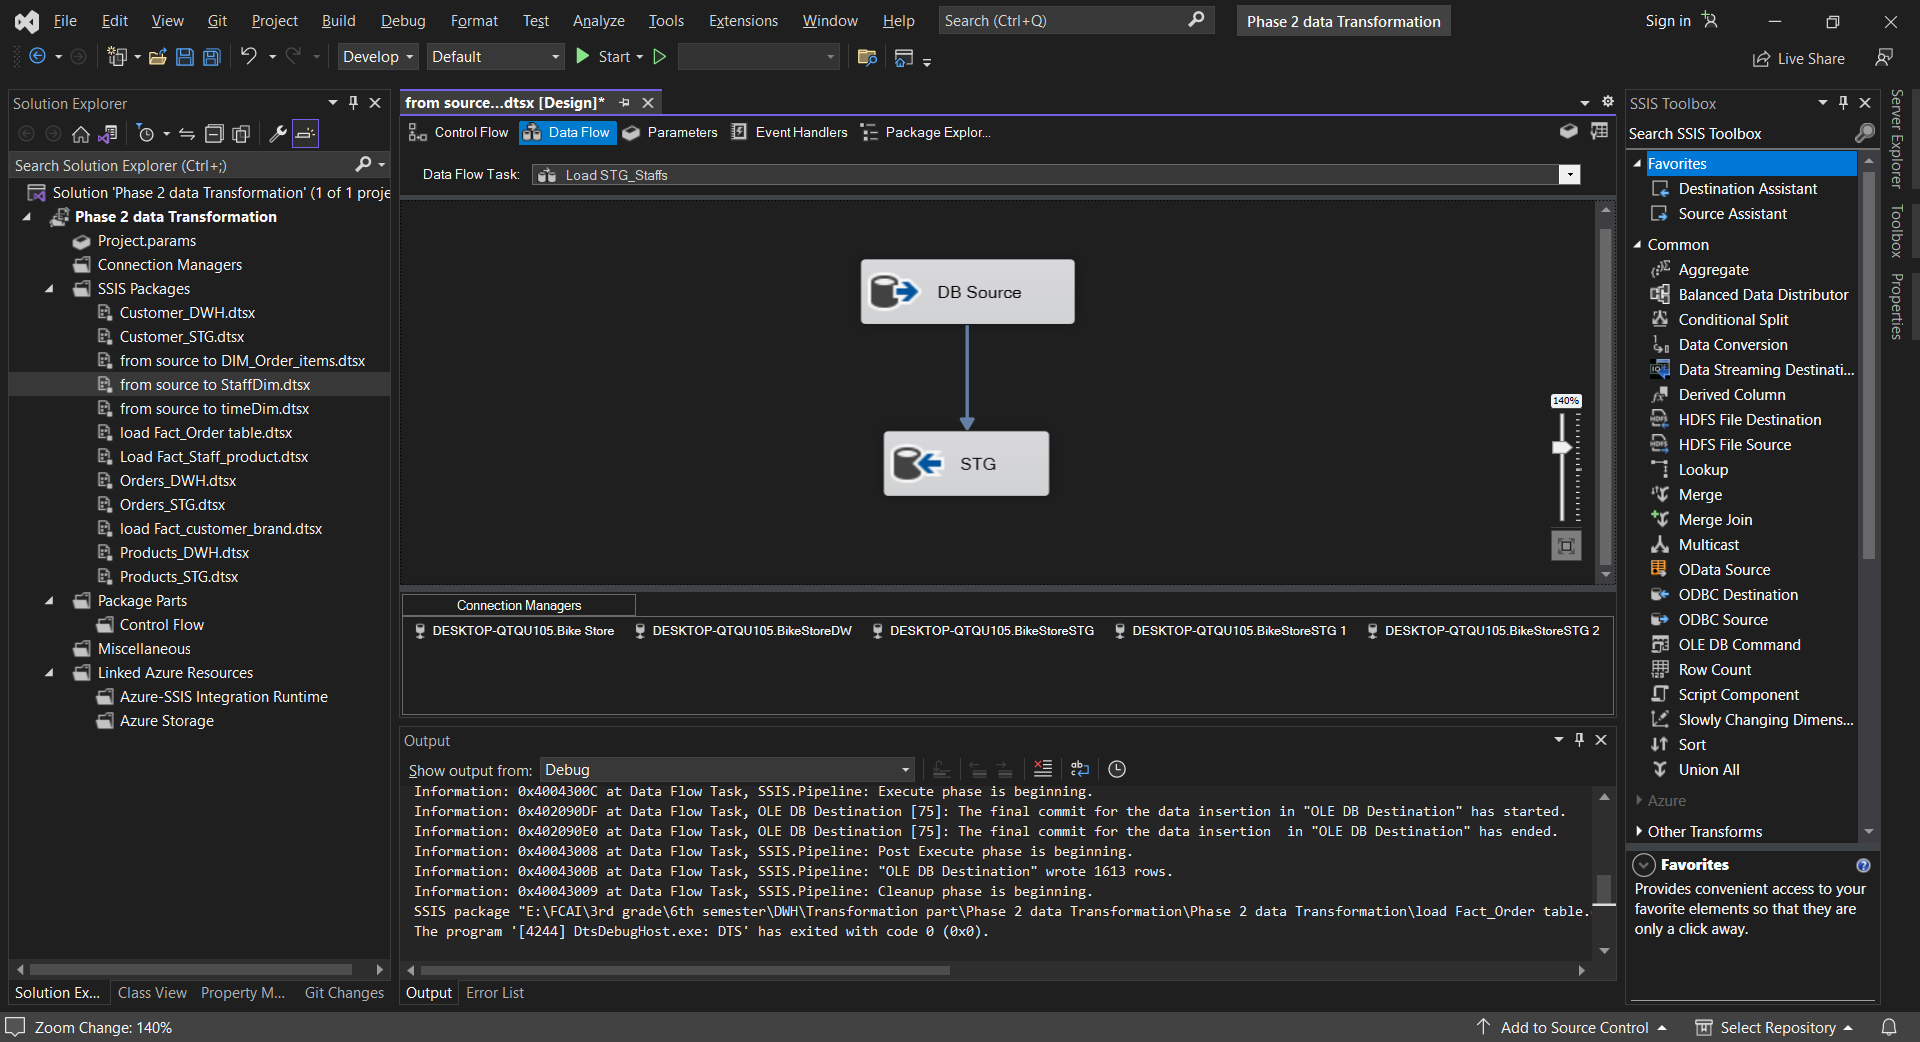 File Edit View Git Project Build Debug Format Test Analyze Tools Extensions Window Help Search (Ctrl+Q) Phase 2 data Transformation Sign in
Develop Default Start Live Share
Solution Explorer
Search Solution Explorer (Ctrl+;)
Solution 'Phase 2 data Transformation' (1 of 1 proje
Phase 2 data Transformation
Project.params
Connection Managers
SSIS Packages
Customer_DWH.dtsx
Customer_STG.dtsx
from source to DIM_Order_items.dtsx
from source to StaffDim.dtsx
from source to timeDim.dtsx
load Fact_Order table.dtsx
Load Fact_Staff_product.dtsx
Orders_DWH.dtsx
Orders_STG.dtsx
load Fact_customer_brand.dtsx
Products_DWH.dtsx
Products_STG.dtsx
Package Parts
Control Flow
Miscellaneous
Linked Azure Resources
Azure-SSIS Integration Runtime
Azure Storage
Solution Ex... Class View Property M... Git Changes
from source...dtsx [Design]*
Control Flow Data Flow Parameters Event Handlers Package Explor...
Data Flow Task: Load STG_Staffs
DB Source
STG
140%
Connection Managers
DESKTOP-QTQU105.Bike Store DESKTOP-QTQU105.BikeStoreDW DESKTOP-QTQU105.BikeStoreSTG DESKTOP-QTQU105.BikeStoreSTG 1 DESKTOP-QTQU105.BikeStoreSTG 2
Output
Show output from: Debug
Information: 0x4004300C at Data Flow Task, SSIS.Pipeline: Execute phase is beginning.
Information: 0x402090DF at Data Flow Task, OLE DB Destination [75]: The final commit for the data insertion in "OLE DB Destination" has started.
Information: 0x402090E0 at Data Flow Task, OLE DB Destination [75]: The final commit for the data insertion  in "OLE DB Destination" has ended.
Information: 0x40043008 at Data Flow Task, SSIS.Pipeline: Post Execute phase is beginning.
Information: 0x4004300B at Data Flow Task, SSIS.Pipeline: "OLE DB Destination" wrote 1613 rows.
Information: 0x40043009 at Data Flow Task, SSIS.Pipeline: Cleanup phase is beginning.
SSIS package "E:\FCAI\3rd grade\6th semester\DWH\Transformation part\Phase 2 data Transformation\Phase 2 data Transformation\load Fact_Order table.
The program '[4244] DtsDebugHost.exe: DTS' has exited with code 0 (0x0).
Output Error List
SSIS Toolbox
Search SSIS Toolbox
Favorites
Destination Assistant
Source Assistant
Common
Aggregate
Balanced Data Distributor
Conditional Split
Data Conversion
Data Streaming Destinati...
Derived Column
HDFS File Destination
HDFS File Source
Lookup
Merge
Merge Join
Multicast
OData Source
ODBC Destination
ODBC Source
OLE DB Command
Row Count
Script Component
Slowly Changing Dimens...
Sort
Union All
Azure
Other Transforms
Favorites
Provides convenient access to your
favorite elements so that they are
only a click away.
Server Explorer
Toolbox
Properties
Zoom Change: 140% Add to Source Control Select Repository